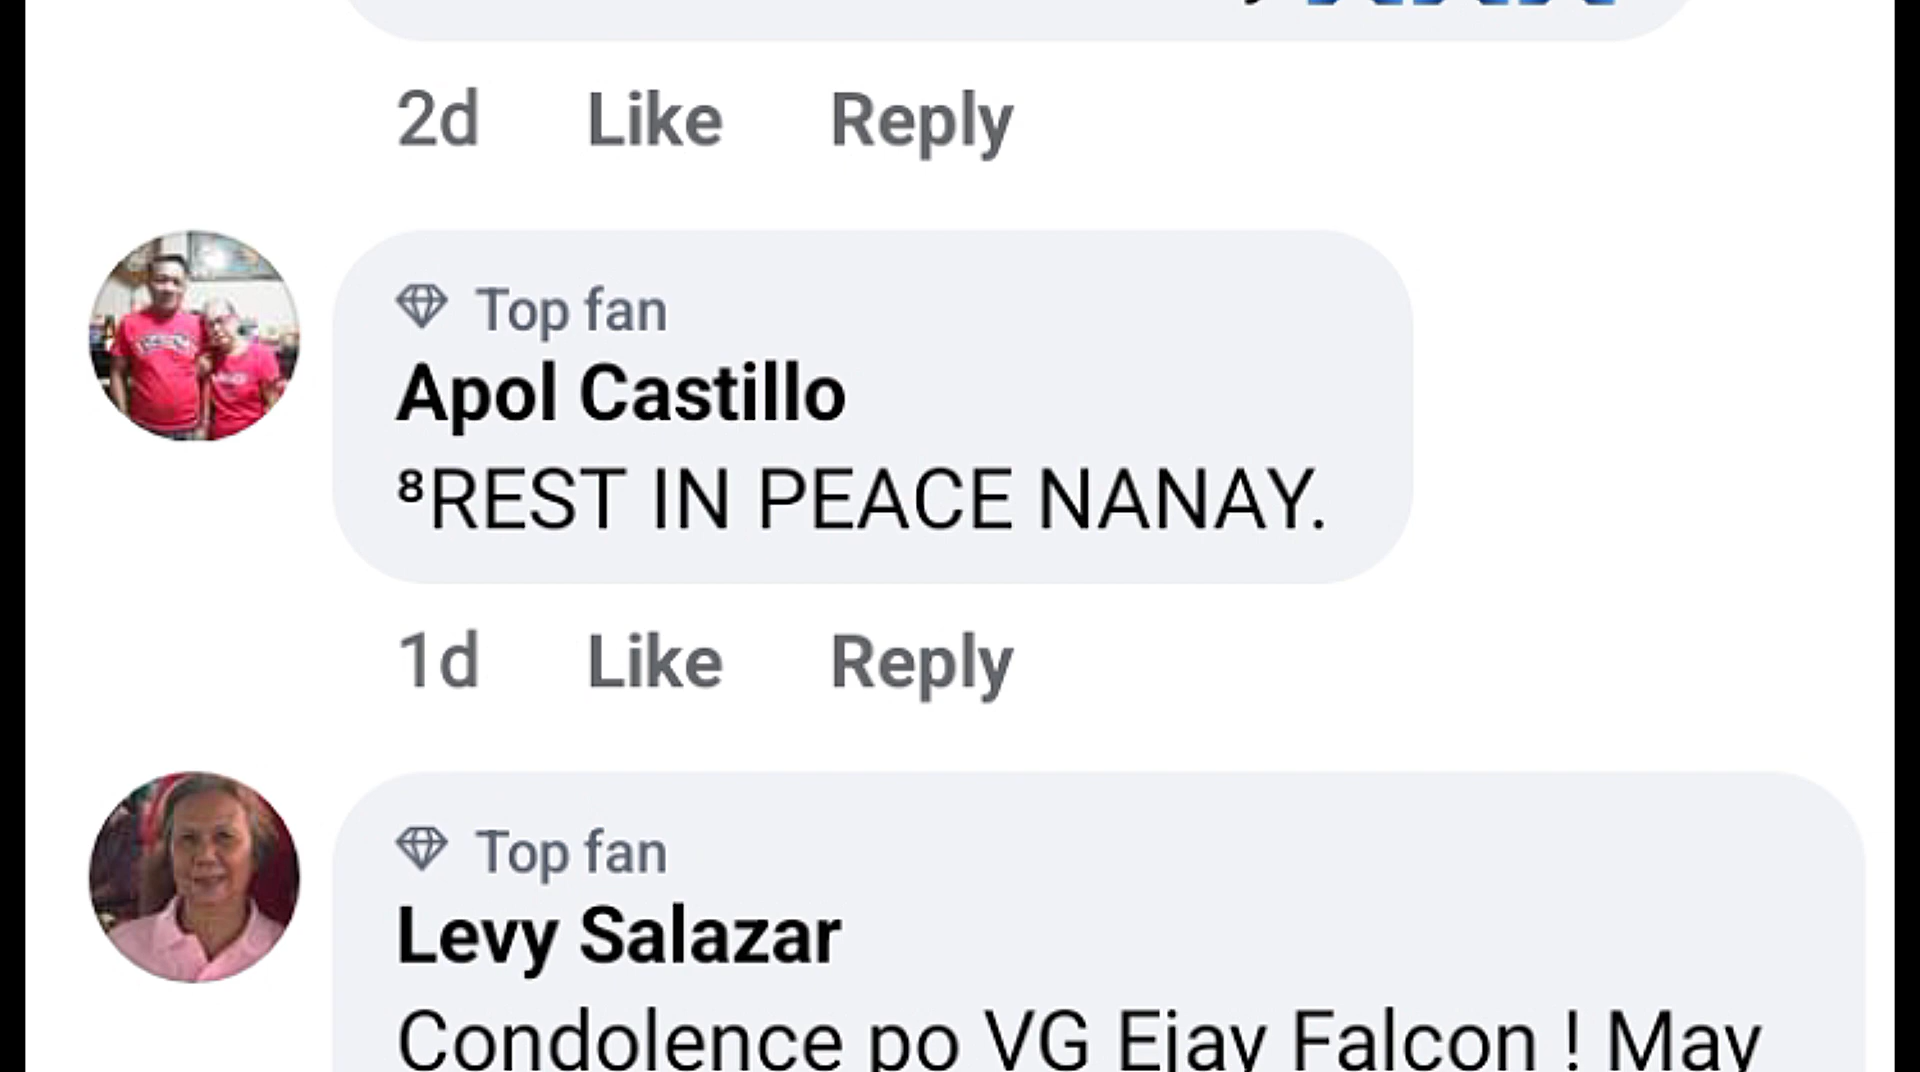 2d Like Reply
Top fan
Apol Castillo
⁸REST IN PEACE NANAY.
1d Like Reply
Top fan
Levy Salazar
Condolence po VG Ejay Falcon ! May